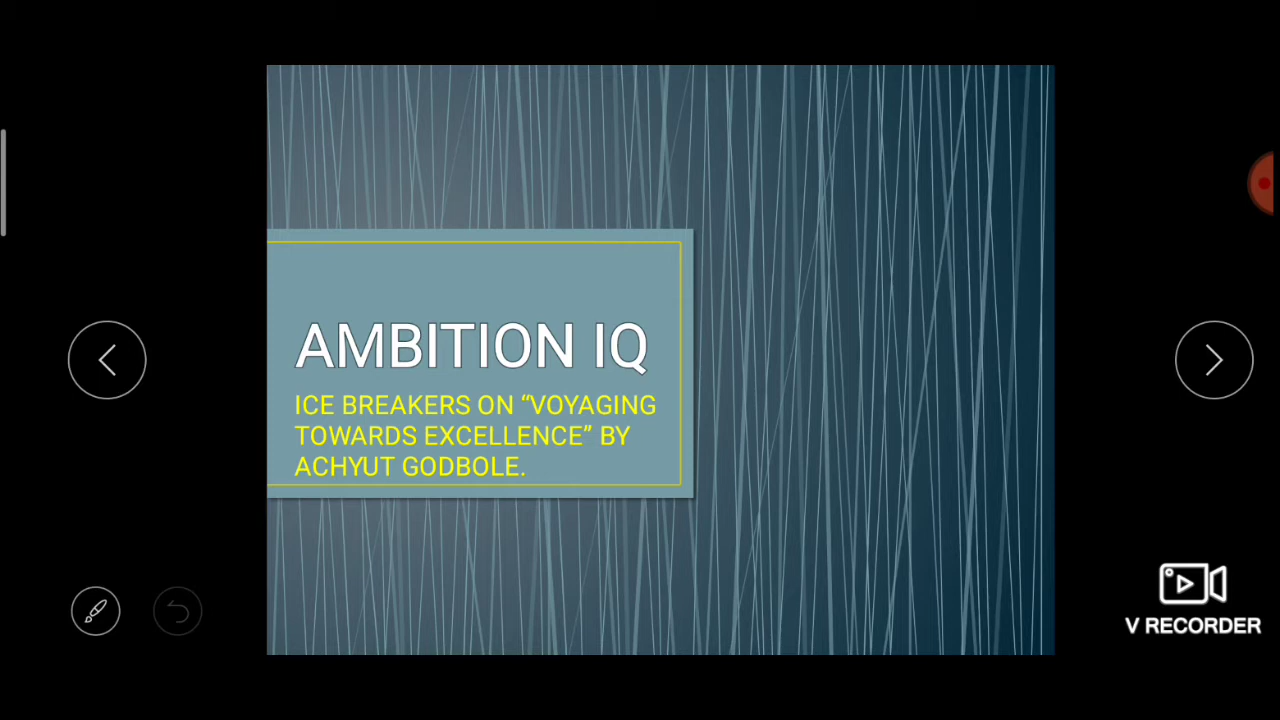 AMBITION IQ
ICE BREAKERS ON “VOYAGING
TOWARDS EXCELLENCE” BY
ACHYUT GODBOLE.
V RECORDER